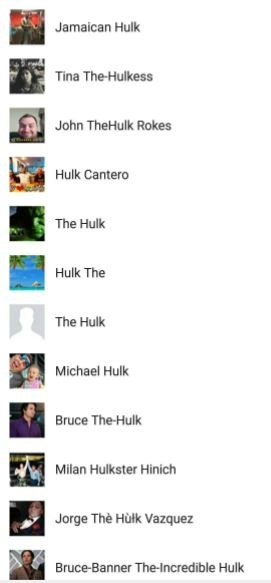 Jamaican Hulk
Tina The-Hulkess
John TheHulk Rokes
Hulk Cantero
The Hulk
Hulk The
The Hulk
Michael Hulk
Bruce The-Hulk
Milan Hulkster Hinich
Jorge Thè Hùłk Vazquez
Bruce-Banner The-Incredible Hulk